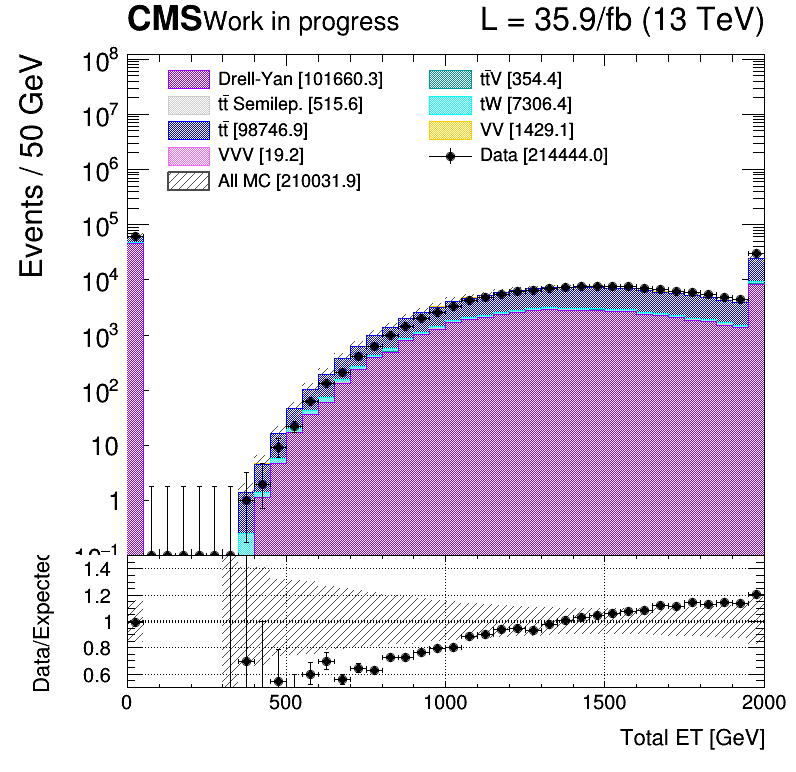 CMS Work in progress L = 35.9/fb (13 TeV)
Events / 50 GeV
10⁸
10⁷
10⁶
10⁵
10⁴
10³
10²
10
1
10⁻¹
Drell-Yan [101660.3]
tt̄ Semilep. [515.6]
tt̄ [98746.9]
VVV [19.2]
All MC [210031.9]
tt̄V [354.4]
tW [7306.4]
VV [1429.1]
Data [214444.0]
Data/Expected
1.4
1.2
1
0.8
0.6
0 500 1000 1500 2000
Total ET [GeV]